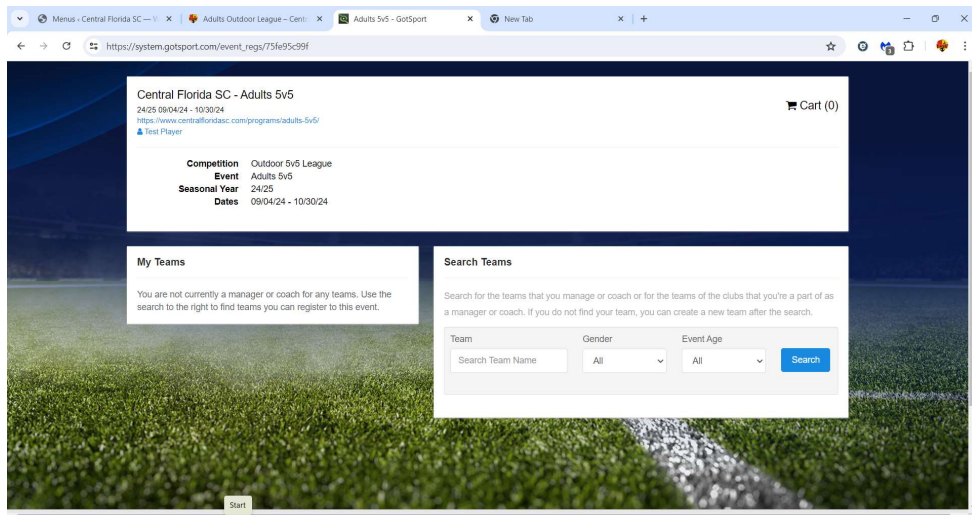 Menus ‹ Central Florida SC — W
Adults Outdoor League – Centr
Adults 5v5 - GotSport
New Tab
https://system.gotsport.com/event_regs/75fe95c99f
Central Florida SC - Adults 5v5
24/25 09/04/24 - 10/30/24
https://www.centralfloridasc.com/programs/adults-5v5/
Test Player
Cart (0)
Competition Outdoor 5v5 League
Event Adults 5v5
Seasonal Year 24/25
Dates 09/04/24 - 10/30/24
My Teams
You are not currently a manager or coach for any teams. Use the
search to the right to find teams you can register to this event.
Search Teams
Search for the teams that you manage or coach or for the teams of the clubs that you're a part of as
a manager or coach. If you do not find your team, you can create a new team after the search.
Team Gender Event Age
Search Team Name All All Search
Start